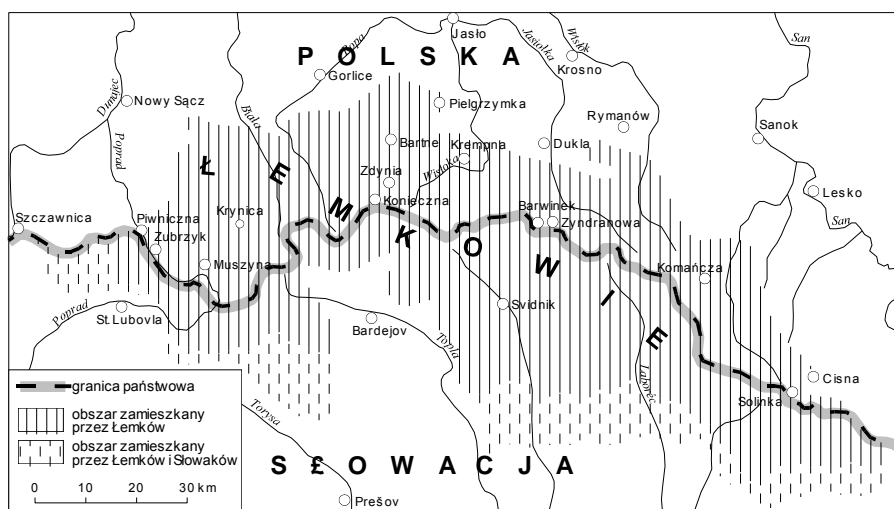 POLSKA
Ropa
Jasło
Jasiołka
Wisłok
San
Gorlice
Krosno
Dunajec
Nowy Sącz
Biała
Pielgrzymka
Rymanów
Sanok
Poprad
Bartne
Krempna
Dukla
ŁEMKOWIE
Zdynia
Wisłoka
Lesko
Szczawnica
Piwniczna
Krynica
Konieczna
Barwinek
Zyndranowa
San
Zubrzyk
Muszyna
Komańcza
Poprad
St. Lubovla
Bardejov
Svidnik
Topla
Laboréc
Cisna
Solinka
granica państwowa
obszar zamieszkany
przez Łemków
obszar zamieszkany
przez Łemków i Słowaków
Torysa
S£OWACJA
0 10 20 30 km
Prešov